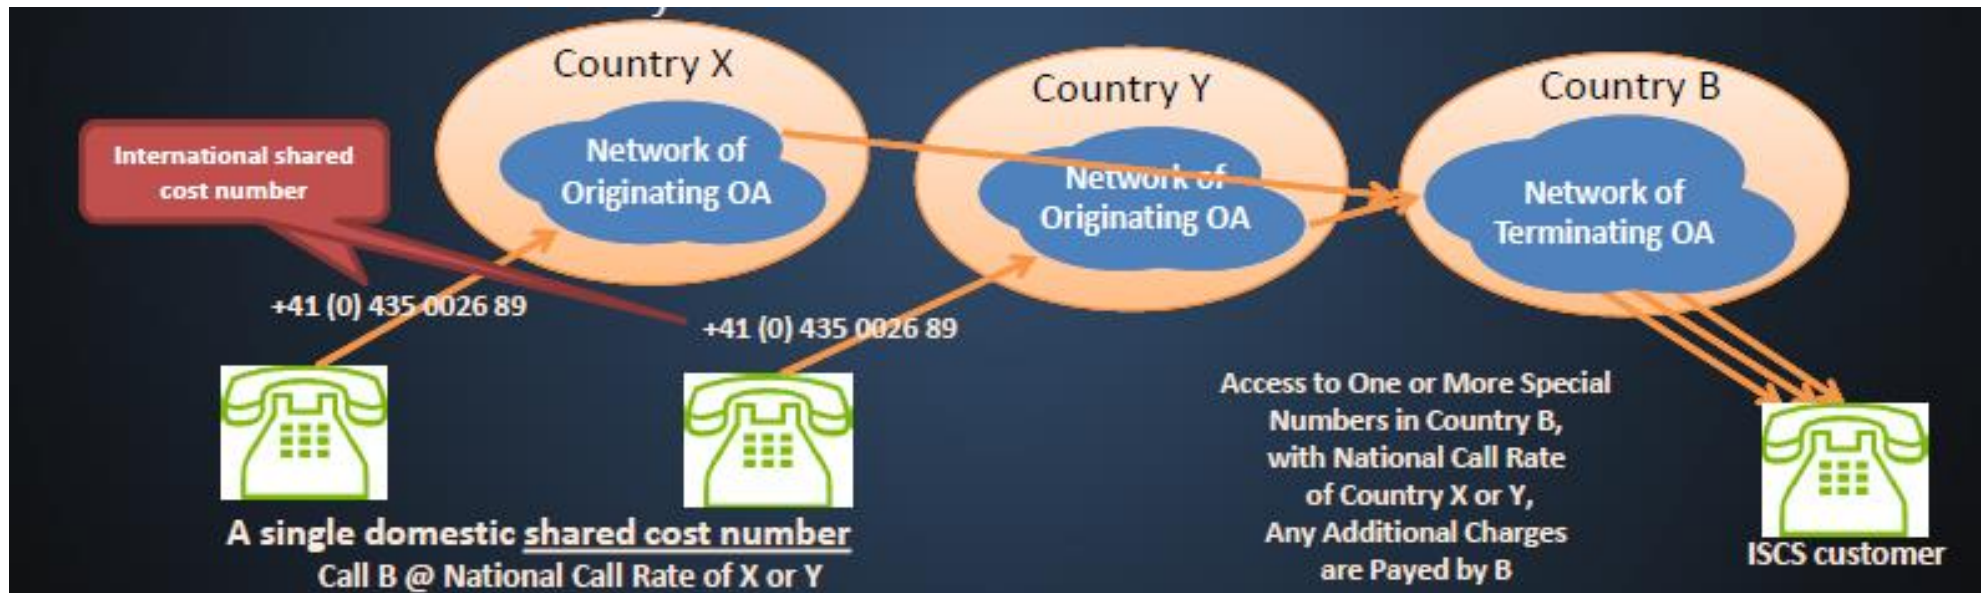 Country X
Country Y
Country B
International shared
cost number
Network of
Originating OA
Network of
Originating OA
Network of
Terminating OA
+41 (0) 435 0026 89
+41 (0) 435 0026 89
A single domestic shared cost number
Call B @ National Call Rate of X or Y
Access to One or More Special
Numbers in Country B,
with National Call Rate
of Country X or Y,
Any Additional Charges
are Payed by B
ISCS customer